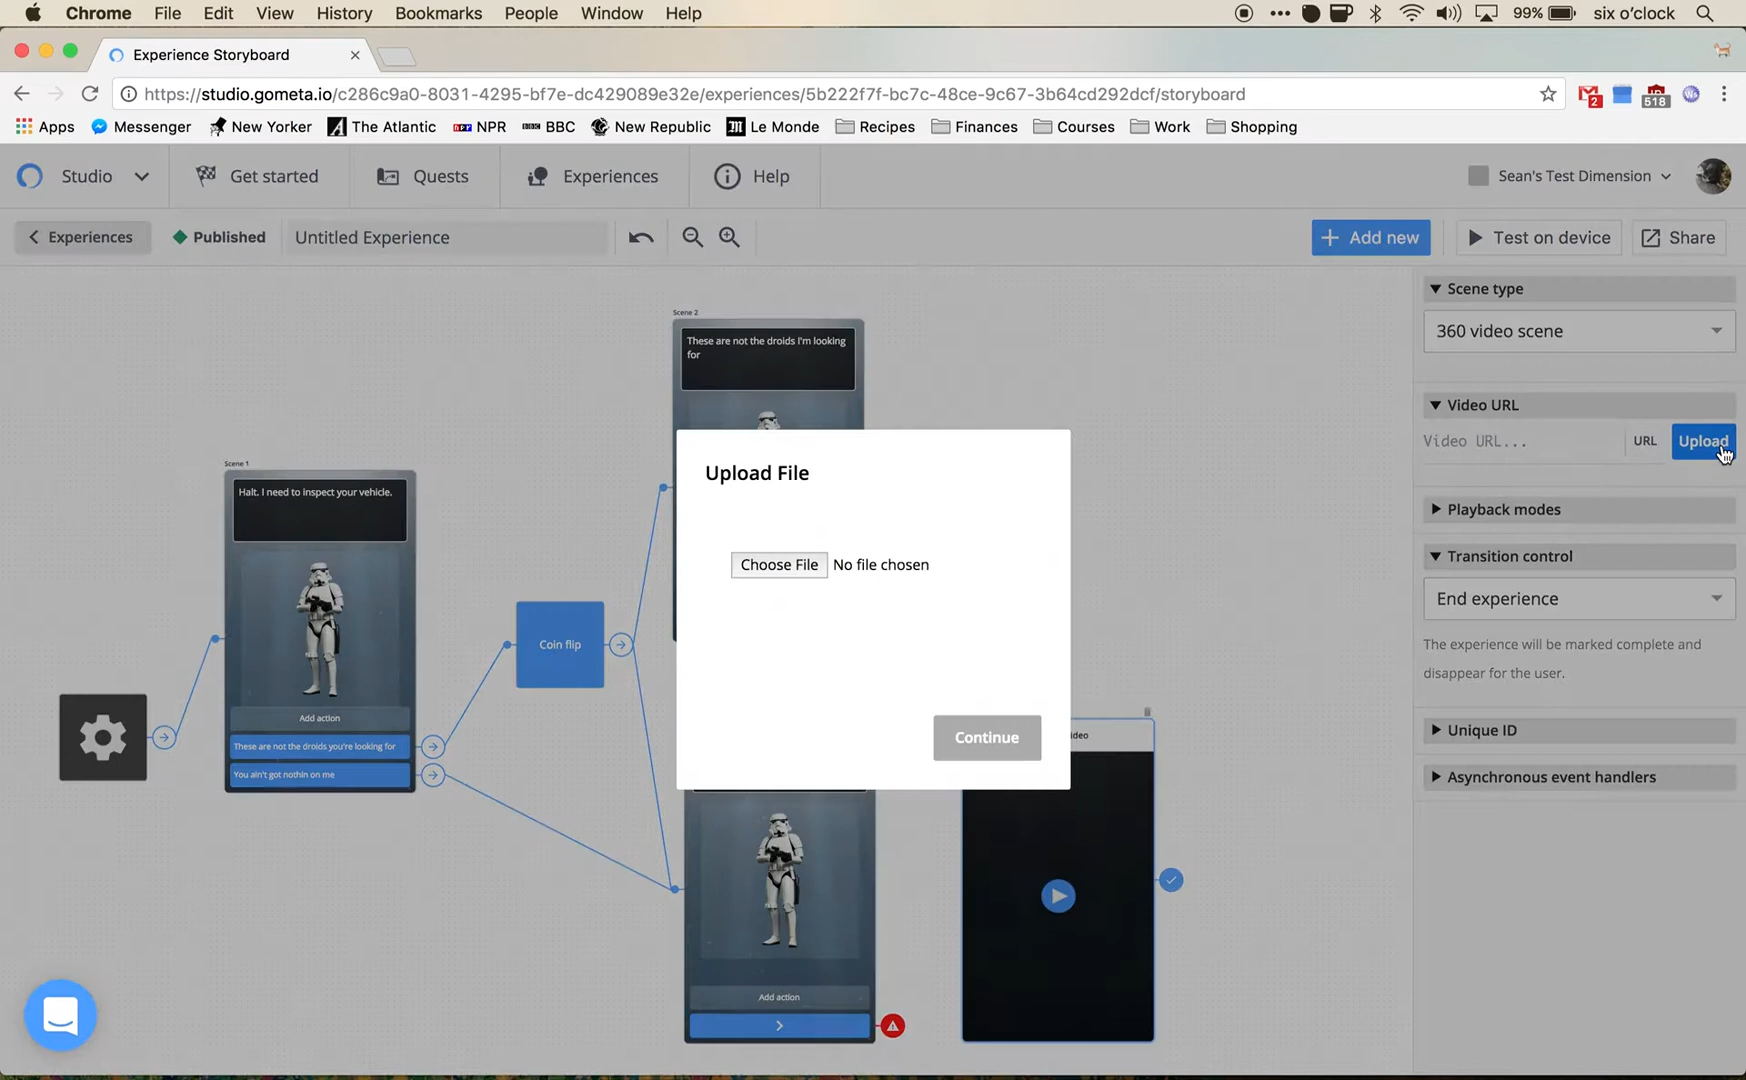 Chrome File Edit View History Bookmarks People Window Help 99% six o'clock
Experience Storyboard
https://studio.gometa.io/c286c9a0-8031-4295-bf7e-dc429089e32e/experiences/5b222f7f-bc7c-48ce-9c67-3b64cd292dcf/storyboard 2 518
Apps Messenger New Yorker The Atlantic NPR BBC New Republic Le Monde Recipes Finances Courses Work Shopping
Studio Get started Quests Experiences Help Sean's Test Dimension
Experiences Published Untitled Experience Add new Test on device Share
Scene type
360 video scene
Video URL
Video URL... URL Upload
Playback modes
Transition control
End experience
The experience will be marked complete and
disappear for the user.
Unique ID
Asynchronous event handlers
Scene 2
These are not the droids I'm looking
for
Scene 1
Halt. I need to inspect your vehicle.
Add action
These are not the droids you're looking for
You ain't got nothin on me
Coin flip
Upload File
Choose File No file chosen
Continue
ideo
Add action